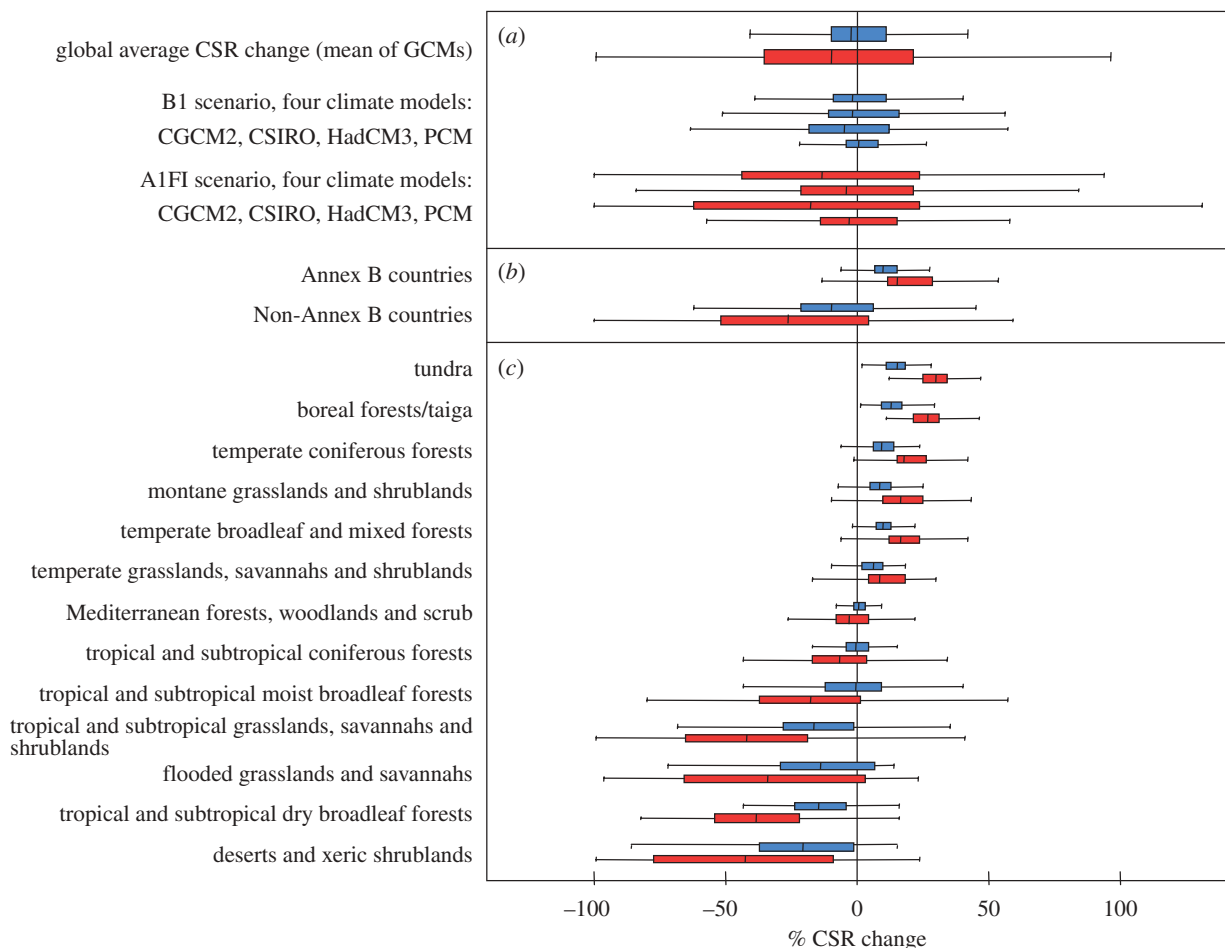 (a)
global average CSR change (mean of GCMs)
B1 scenario, four climate models:
CGCM2, CSIRO, HadCM3, PCM
A1FI scenario, four climate models:
CGCM2, CSIRO, HadCM3, PCM
(b)
Annex B countries
Non-Annex B countries
(c)
tundra
boreal forests/taiga
temperate coniferous forests
montane grasslands and shrublands
temperate broadleaf and mixed forests
temperate grasslands, savannahs and shrublands
Mediterranean forests, woodlands and scrub
tropical and subtropical coniferous forests
tropical and subtropical moist broadleaf forests
tropical and subtropical grasslands, savannahs and
shrublands
flooded grasslands and savannahs
tropical and subtropical dry broadleaf forests
deserts and xeric shrublands
–100 –50 0 50 100
% CSR change